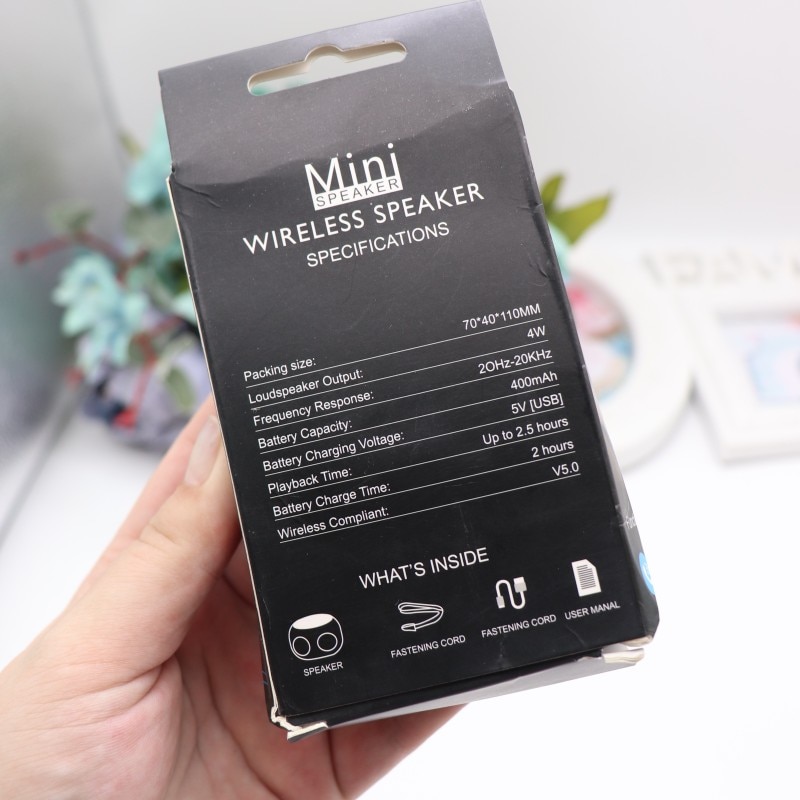 Mini
SPEAKER
WIRELESS SPEAKER
SPECIFICATIONS
Packing size: 70*40*110MM
Loudspeaker Output: 4W
Frequency Response: 2OHz-20KHz
Battery Capacity: 400mAh
Battery Charging Voltage: 5V [USB]
Playback Time: Up to 2.5 hours
Battery Charge Time: 2 hours
Wireless Compliant: V5.0
WHAT'S INSIDE
SPEAKER
FASTENING CORD
FASTENING CORD
USER MANAL